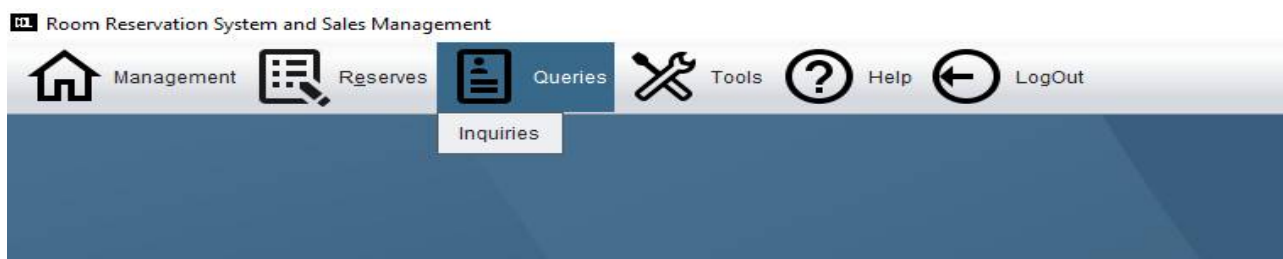 Room Reservation System and Sales Management
Management Reserves Queries Tools Help LogOut
Inquiries